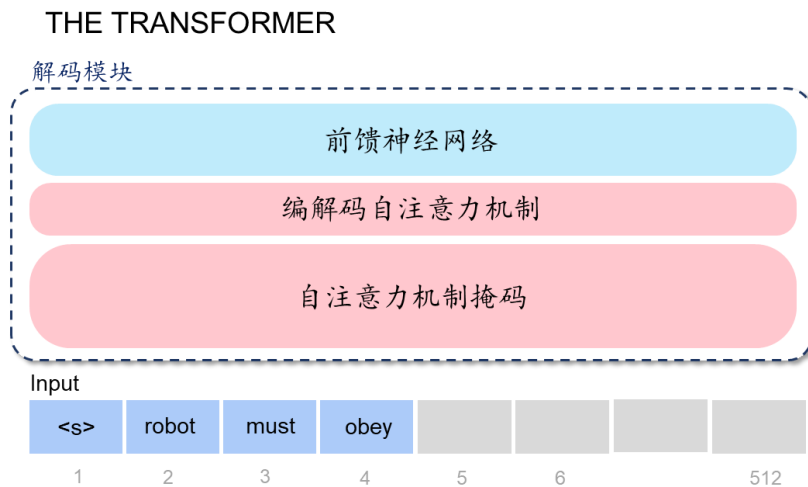 THE TRANSFORMER
解码模块
前馈神经网络
编解码自注意力机制
自注意力机制掩码
Input
<s> robot must obey
1 2 3 4 5 6 512